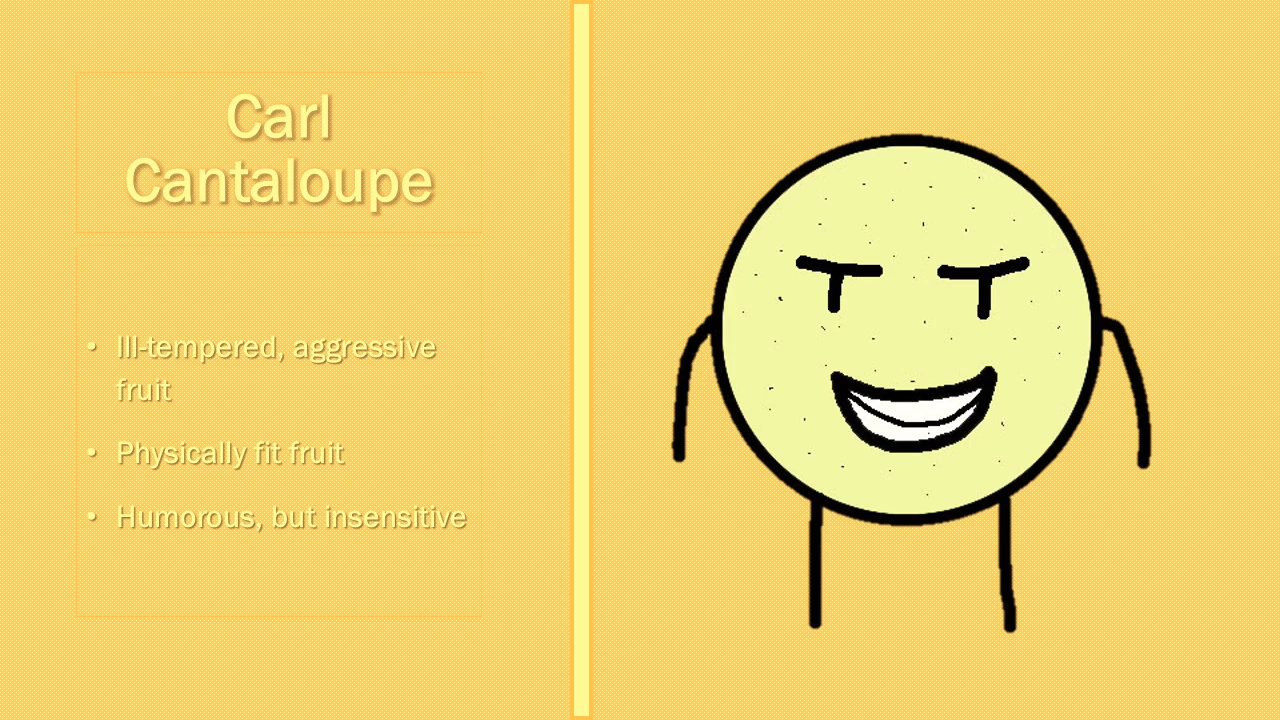 Carl
Cantaloupe
• Ill-tempered, aggressive
fruit
• Physically fit fruit
• Humorous, but insensitive